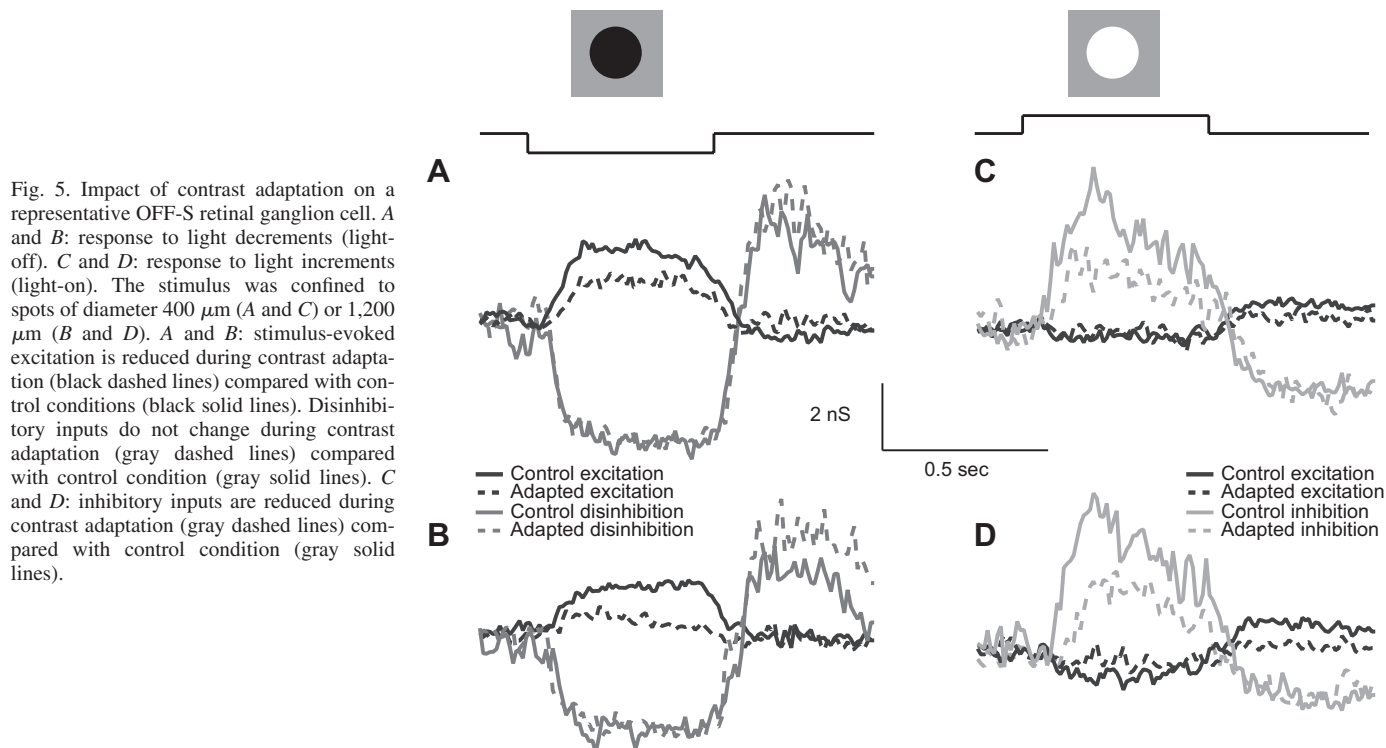 Fig. 5. Impact of contrast adaptation on a
representative OFF-S retinal ganglion cell. A
and B: response to light decrements (light-
off). C and D: response to light increments
(light-on). The stimulus was confined to
spots of diameter 400 μm (A and C) or 1,200
μm (B and D). A and B: stimulus-evoked
excitation is reduced during contrast adapta-
tion (black dashed lines) compared with con-
trol conditions (black solid lines). Disinhibi-
tory inputs do not change during contrast
adaptation (gray dashed lines) compared
with control condition (gray solid lines). C
and D: inhibitory inputs are reduced during
contrast adaptation (gray dashed lines) com-
pared with control condition (gray solid
lines).
A
C
2 nS
0.5 sec
Control excitation
Adapted excitation
Control disinhibition
Adapted disinhibition
Control excitation
Adapted excitation
Control inhibition
Adapted inhibition
B
D